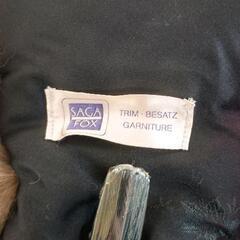 SAGA
FOX
TRIM · BESATZ
GARNITURE